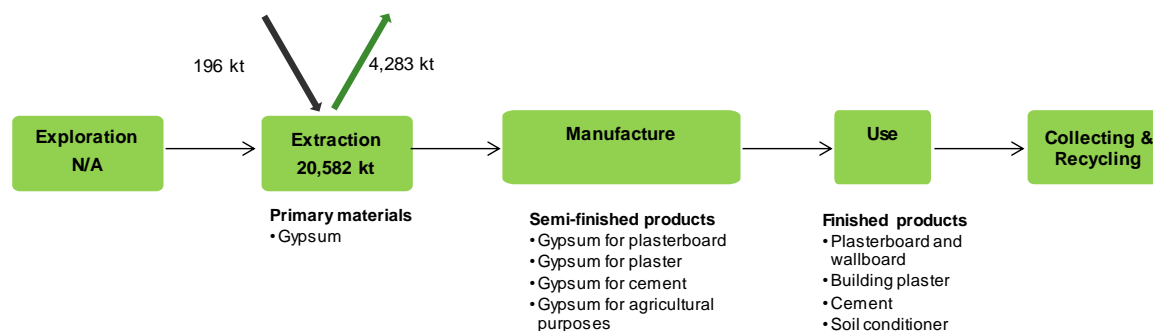 196 kt
4,283 kt
Exploration
N/A
Extraction
20,582 kt
Manufacture
Use
Collecting &
Recycling
Primary materials
• Gypsum
Semi-finished products
• Gypsum for plasterboard
• Gypsum for plaster
• Gypsum for cement
• Gypsum for agricultural
purposes
Finished products
• Plasterboard and
wallboard
• Building plaster
• Cement
• Soil conditioner